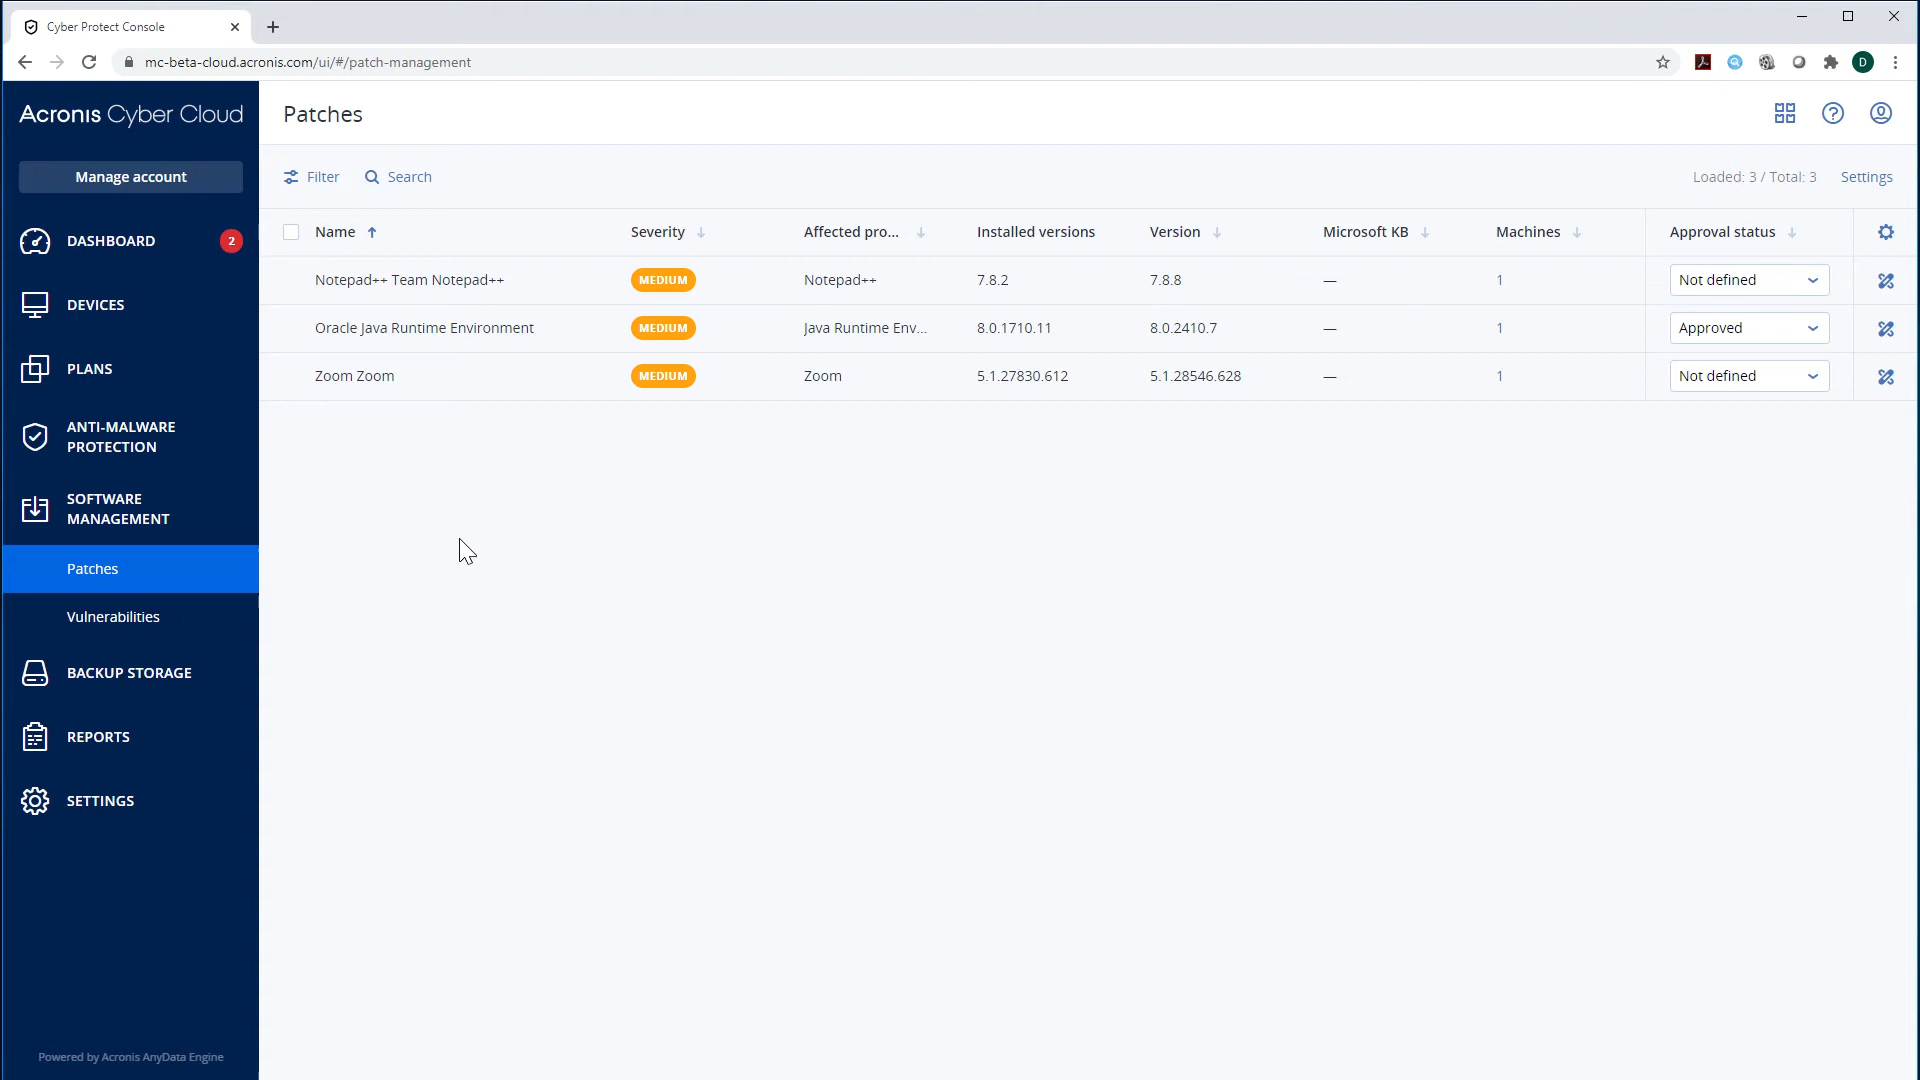 Cyber Protect Console
mc-beta-cloud.acronis.com/ui/#/patch-management
D
Acronis Cyber Cloud
Manage account
DASHBOARD 2
DEVICES
PLANS
ANTI-MALWARE
PROTECTION
SOFTWARE
MANAGEMENT
Patches
Vulnerabilities
BACKUP STORAGE
REPORTS
SETTINGS
Powered by Acronis AnyData Engine
Patches
Filter Search Loaded: 3 / Total: 3 Settings
Name Severity Affected pro... Installed versions Version Microsoft KB Machines Approval status
Notepad++ Team Notepad++ MEDIUM Notepad++ 7.8.2 7.8.8 — 1 Not defined
Oracle Java Runtime Environment MEDIUM Java Runtime Env... 8.0.1710.11 8.0.2410.7 — 1 Approved
Zoom Zoom MEDIUM Zoom 5.1.27830.612 5.1.28546.628 — 1 Not defined